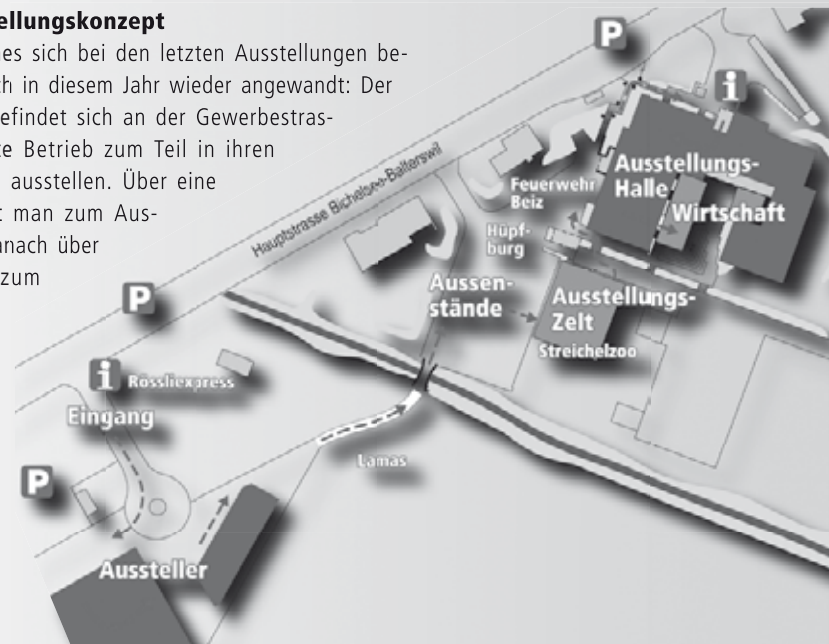 ellungskonzept
es sich bei den letzten Ausstellungen be-
h in diesem Jahr wieder angewandt: Der
efindet sich an der Gewerbestras-
e Betrieb zum Teil in ihren
ausstellen. Über eine
t man zum Aus-
anach über
zum
P
i
Ausstellungs-
Halle
Wirtschaft
Feuerwehr
Beiz
Hüpf-
burg
Hauptstrasse Bichelsee-Balterswil
Aussen-
stände
Ausstellungs-
Zelt
Streichelzoo
P
i
Rössliexpress
Eingang
Lamas
P
Aussteller